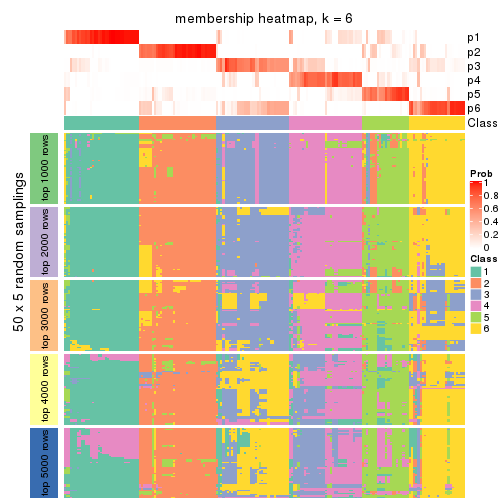 membership heatmap, k = 6
p1
p2
p3
p4
p5
p6
Class
50 x 5 random samplings
top 1000 rows
top 2000 rows
top 3000 rows
top 4000 rows
top 5000 rows
Prob
1
0.8
0.6
0.4
0.2
0
Class
1
2
3
4
5
6